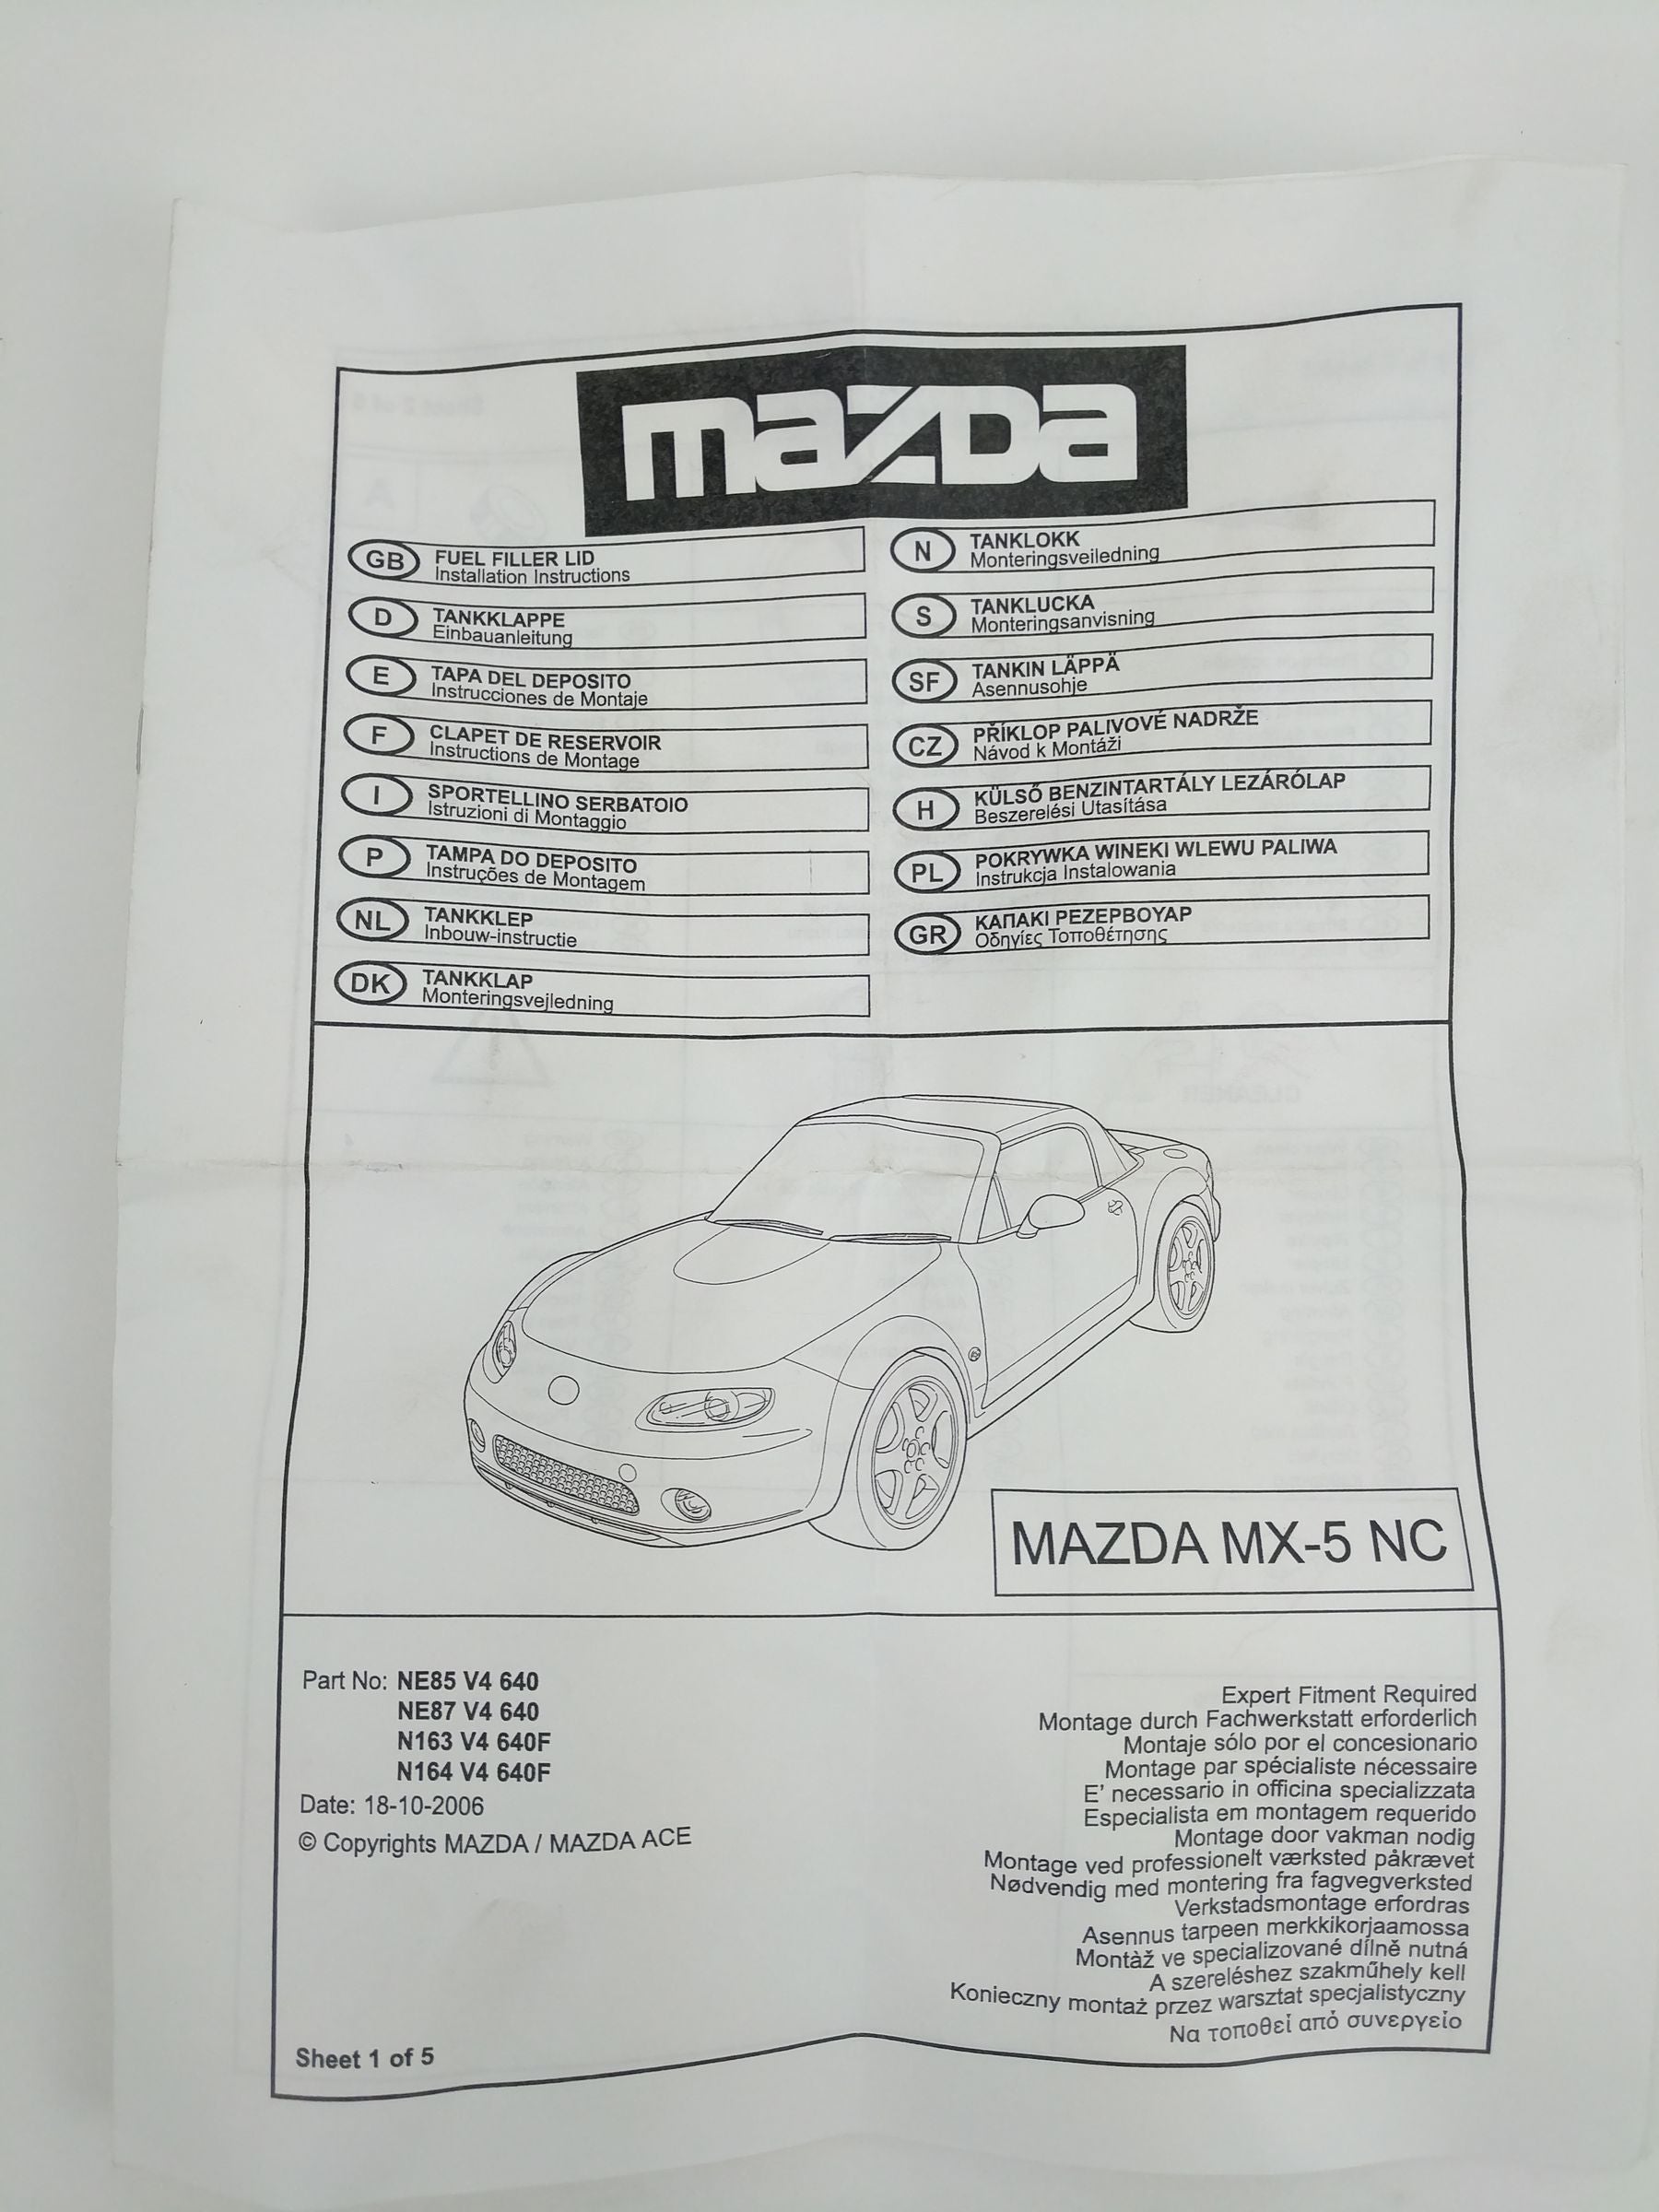 mazda
GB FUEL FILLER LID
Installation Instructions
D TANKKLAPPE
Einbauanleitung
E TAPA DEL DEPOSITO
Instrucciones de Montaje
F CLAPET DE RESERVOIR
Instructions de Montage
I SPORTELLINO SERBATOIO
Istruzioni di Montaggio
P TAMPA DO DEPOSITO
Instruções de Montagem
NL TANKKLEP
Inbouw-instructie
DK TANKKLAP
Monteringsvejledning
N TANKLOKK
Monteringsveiledning
S TANKLUCKA
Monteringsanvisning
SF TANKIN LÄPPÄ
Asennusohje
CZ PŘÍKLOP PALIVOVÉ NADRŽE
Návod k Montáži
H KÜLSŐ BENZINTARTÁLY LEZÁRÓLAP
Beszerelési Utasítása
PL POKRYWKA WINEKI WLEWU PALIWA
Instrukcja Instalowania
GR ΚΑΠΑΚΙ ΡΕΖΕΡΒΟΥΑΡ
Οδηγίες Τοποθέτησης
MAZDA MX-5 NC
Part No: NE85 V4 640
NE87 V4 640
N163 V4 640F
N164 V4 640F
Date: 18-10-2006
© Copyrights MAZDA / MAZDA ACE
Expert Fitment Required
Montage durch Fachwerkstatt erforderlich
Montaje sólo por el concesionario
Montage par spécialiste nécessaire
E' necessario in officina specializzata
Especialista em montagem requerido
Montage door vakman nodig
Montage ved professionelt værksted påkrævet
Nødvendig med montering fra fagvegverksted
Verkstadsmontage erfordras
Asennus tarpeen merkkikorjaamossa
Montàž ve specializované dílně nutná
A szereléshez szakműhely kell
Konieczny montaż przez warsztat specjalistyczny
Να τοποθεί από συνεργείο
Sheet 1 of 5